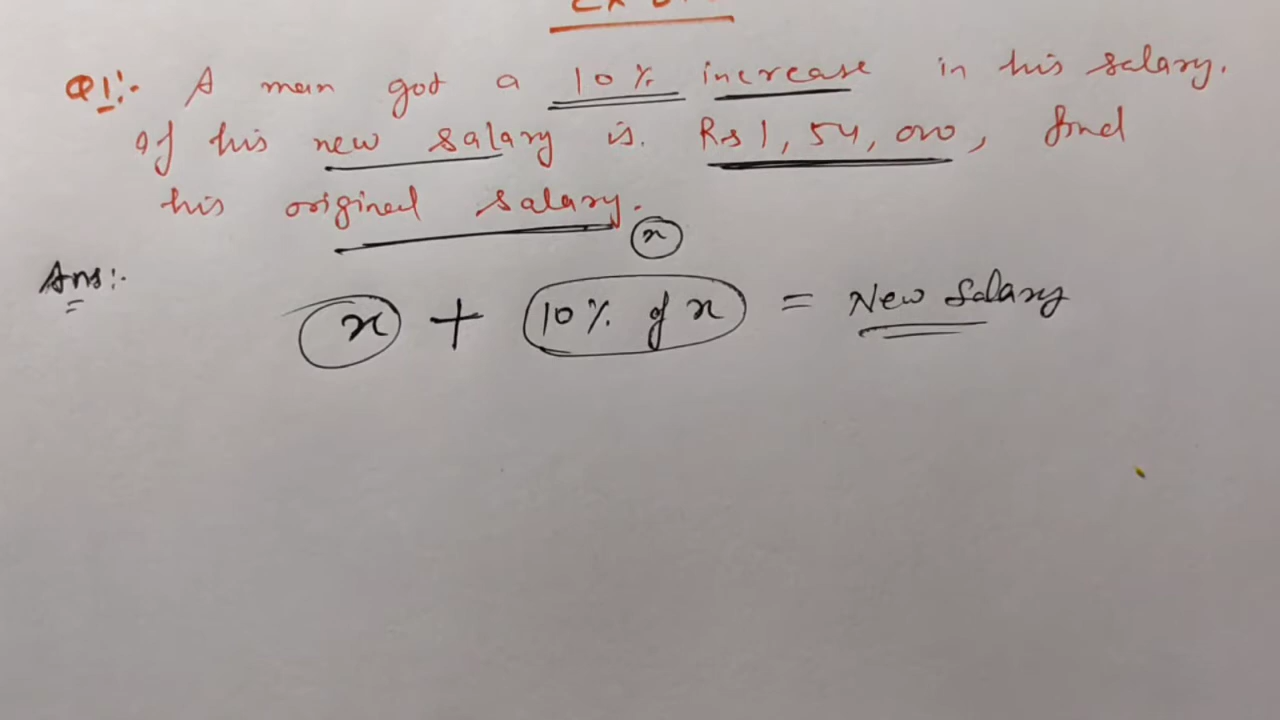 Q1:- A man got a 10% increase in his salary.
If his new salary is. Rs 1,54,000, find
his original salary.
x
Ans:-
x + 10% of x = New Salary